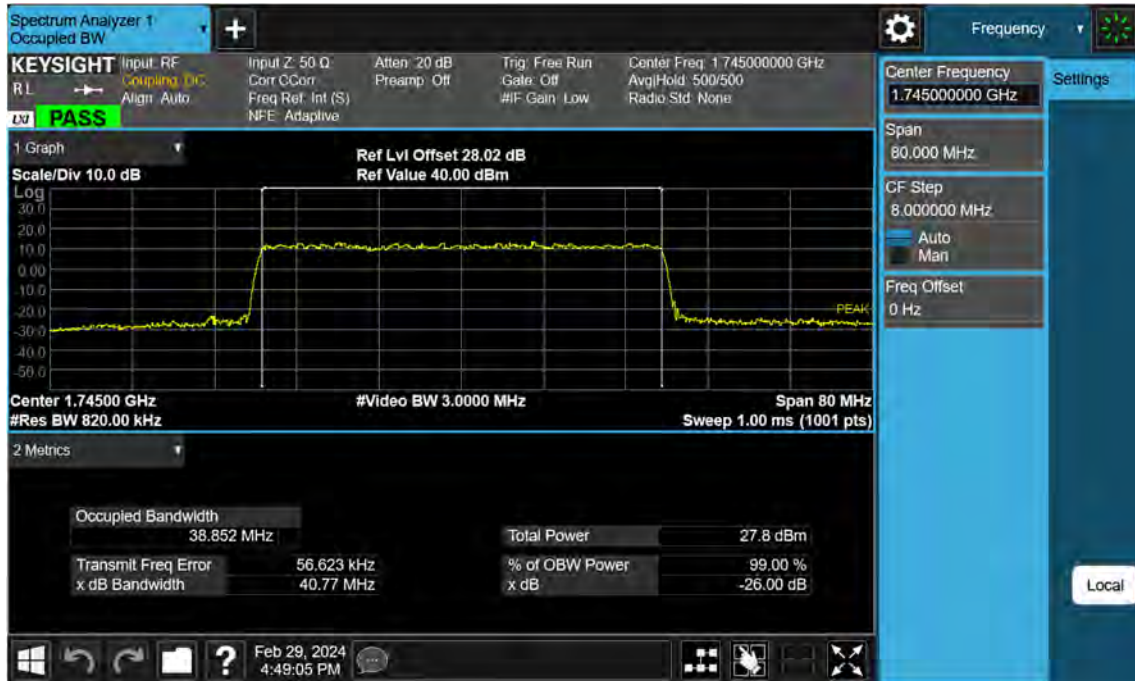 Spectrum Analyzer 1
Occupied BW
+
Frequency
KEYSIGHT
R L
LXI
PASS
Input: RF
Coupling: DC
Align: Auto
Input Z: 50 Ω
Corr CCorr
Freq Ref: Int (S)
NFE: Adaptive
Atten: 20 dB
Preamp: Off
Trig: Free Run
Gate: Off
#IF Gain: Low
Center Freq: 1.745000000 GHz
Avg|Hold: 500/500
Radio Std: None
Center Frequency
1.745000000 GHz
Settings
Span
80.000 MHz
CF Step
8.000000 MHz
Auto
Man
Freq Offset
0 Hz
1 Graph
Scale/Div 10.0 dB
Ref Lvl Offset 28.02 dB
Ref Value 40.00 dBm
Log
30.0
20.0
10.0
0.00
-10.0
-20.0
-30.0
-40.0
-50.0
PEAK
Center 1.74500 GHz
#Video BW 3.0000 MHz
Span 80 MHz
#Res BW 820.00 kHz
Sweep 1.00 ms (1001 pts)
2 Metrics
Occupied Bandwidth
38.852 MHz
Total Power 27.8 dBm
Transmit Freq Error 56.623 kHz
% of OBW Power 99.00 %
x dB Bandwidth 40.77 MHz
x dB -26.00 dB
Local
?
Feb 29, 2024
4:49:05 PM